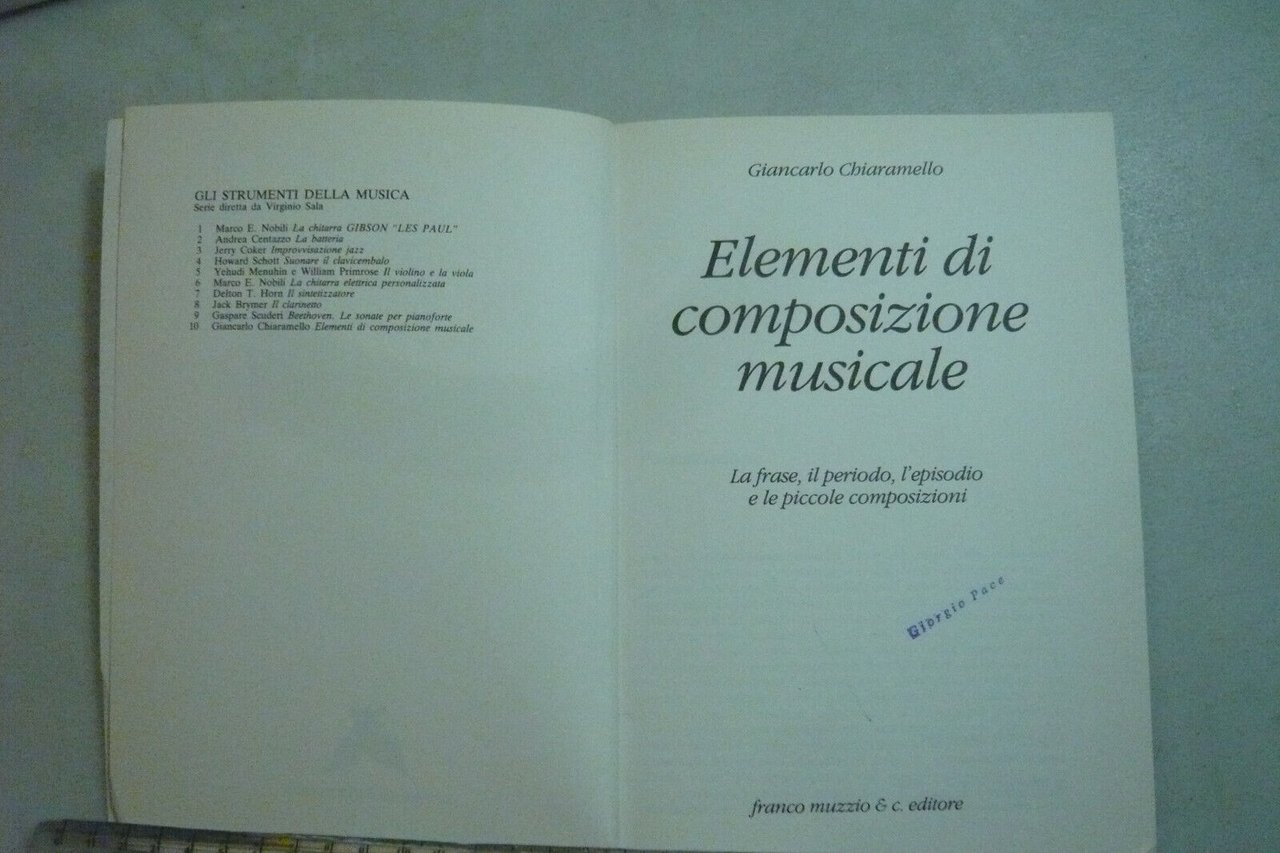 GLI STRUMENTI DELLA MUSICA
Serie diretta da Virginio Sala
1 Marco E. Nobili La chitarra GIBSON "LES PAUL"
2 Andrea Centazzo La batteria
3 Jerry Coker Improvvisazione jazz
4 Howard Schott Suonare il clavicembalo
5 Yehudi Menuhin e William Primrose Il violino e la viola
6 Marco E. Nobili La chitarra elettrica personalizzata
7 Delton T. Horn Il sintetizzatore
8 Jack Brymer Il clarinetto
9 Gaspare Scuderi Beethoven. Le sonate per pianoforte
10 Giancarlo Chiaramello Elementi di composizione musicale
Giancarlo Chiaramello
Elementi di
composizione
musicale
La frase, il periodo, l'episodio
e le piccole composizioni
Giorgio Pace
franco muzzio & c. editore